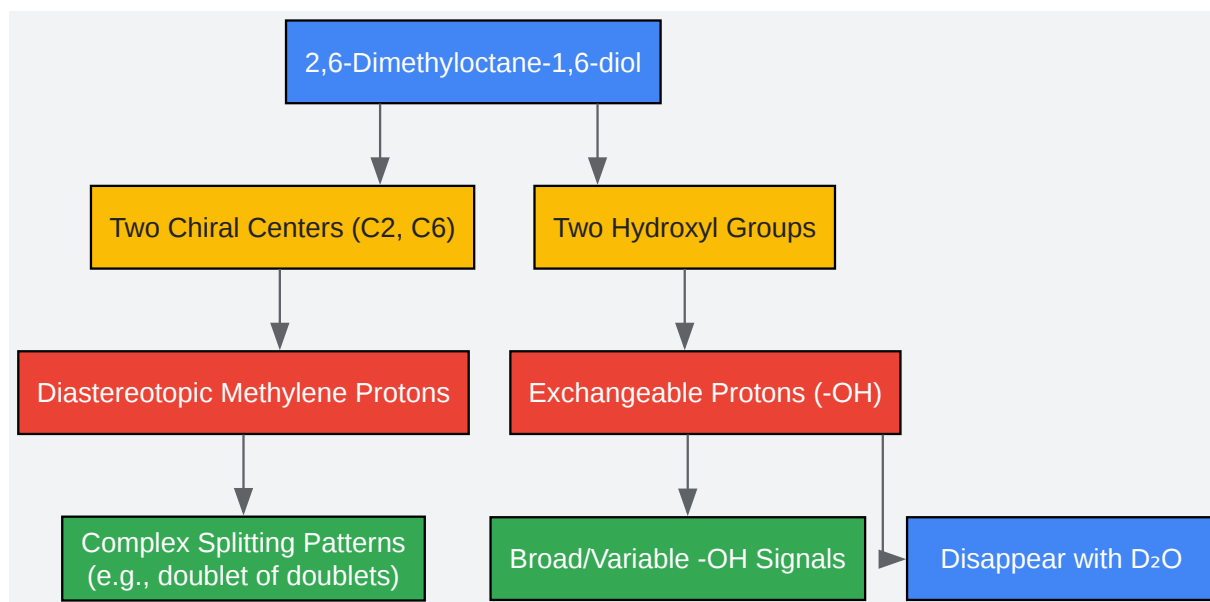 2,6-Dimethyloctane-1,6-diol
Two Chiral Centers (C2, C6)
Two Hydroxyl Groups
Diastereotopic Methylene Protons
Exchangeable Protons (-OH)
Complex Splitting Patterns
(e.g., doublet of doublets)
Broad/Variable -OH Signals
Disappear with D₂O